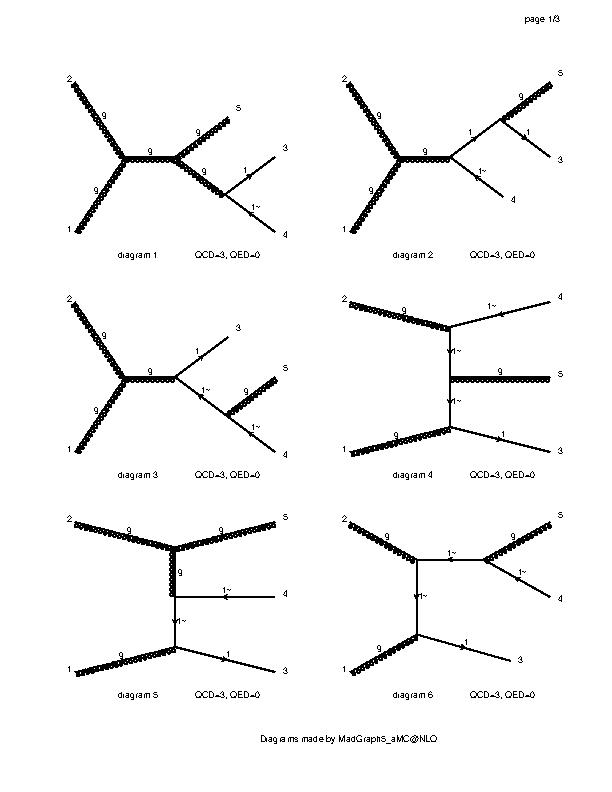 page 1/3
2 g 5 3 4 1
g g g g 1 1~
diagram 1 QCD=3, QED=0
2 g 5 3 4 1
g g g 1 1 1~
diagram 2 QCD=3, QED=0
2 g 3 5 4 1
g g 1 g 1~ 1~
diagram 3 QCD=3, QED=0
2 g 1~ 4
1~ g 5
1~
1 g 1 3
diagram 4 QCD=3, QED=0
2 g g 5
g
1~ 4
1~
1 g 1 3
diagram 5 QCD=3, QED=0
2 g 1~ g 5
1~ 1~ 4
1 g 1 3
diagram 6 QCD=3, QED=0
Diagrams made by MadGraph5_aMC@NLO